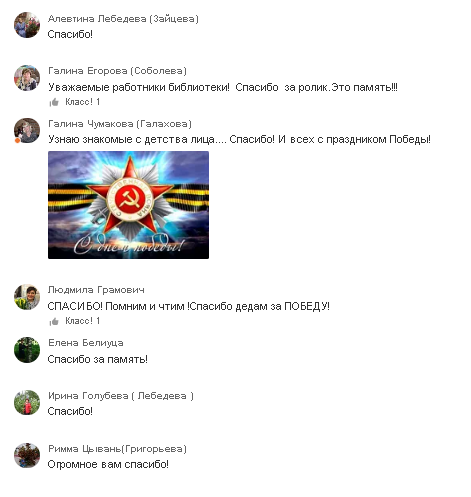 Алевтина Лебедева (Зайцева)
Спасибо!
Галина Егорова (Соболева)
Уважаемые работники библиотеки! Спасибо за ролик.Это память!!!
Класс! 1
Галина Чумакова (Галахова)
Узнаю знакомые с детства лица.... Спасибо! И всех с праздником Победы!
С днем победы!
Людмила Грамович
СПАСИБО! Помним и чтим !Спасибо дедам за ПОБЕДУ!
Класс! 1
Елена Белиуца
Спасибо за память!
Ирина Голубева ( Лебедева )
Спасибо!
Римма Цывань(Григорьева)
Огромное вам спасибо!